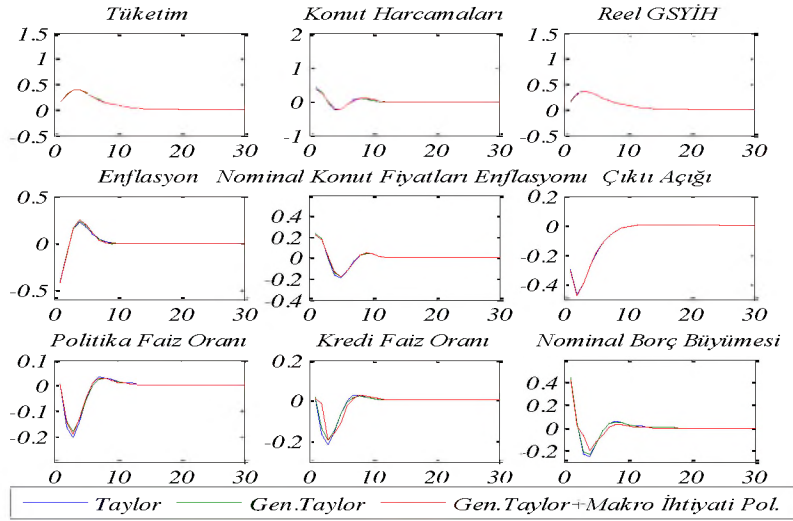 Tüketim Konut Harcamaları Reel GSYİH
1.5 2 1.5
1 1 1
0.5 0.5
0 0 0
-0.5 -1 -0.5
0 10 20 30 0 10 20 30 0 10 20 30
Enflasyon Nominal Konut Fiyatları Enflasyonu Çıktı Açığı
0.5 0.4 0
0.2
0 0 -0.2
-0.2 -0.4
-0.5 -0.4
0 10 20 30 0 10 20 30 0 10 20 30
Politika Faiz Oranı Kredi Faiz Oranı Nominal Borç Büyümesi
0.1 0.2 0.4
0 0 0.2
-0.1 0
-0.2 -0.2 -0.2
0 10 20 30 0 10 20 30 0 10 20 30
Taylor Gen.Taylor Gen.Taylor+Makro İhtiyati Pol.